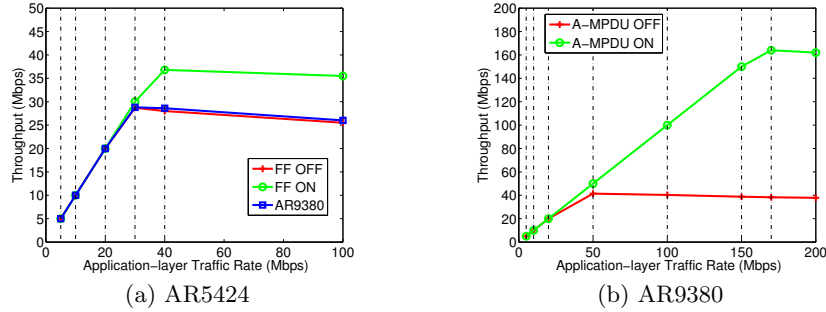 50
45
40
35
30
25
20
15
10
5
0
Throughput (Mbps)
FF OFF
FF ON
AR9380
0 20 40 60 80 100
Application-layer Traffic Rate (Mbps)
(a) AR5424
200
180
160
140
120
100
80
60
40
20
0
Throughput (Mbps)
A-MPDU OFF
A-MPDU ON
0 50 100 150 200
Application-layer Traffic Rate (Mbps)
(b) AR9380